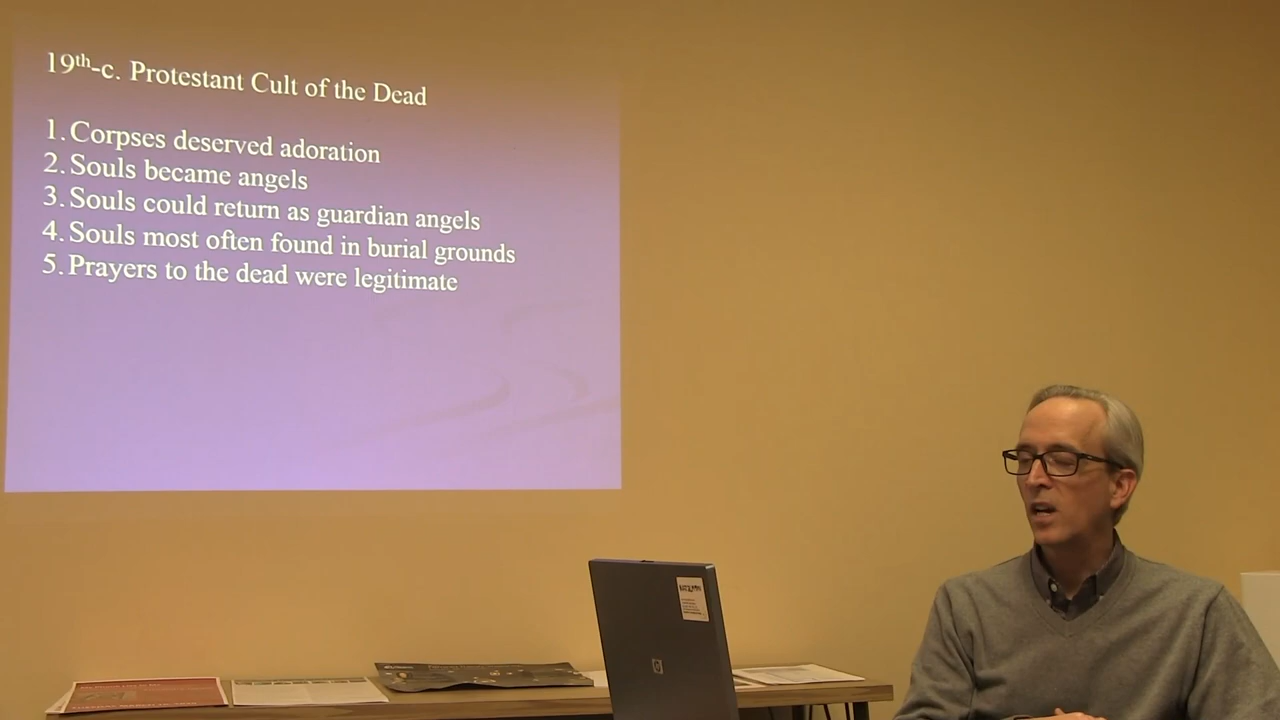 19th-c. Protestant Cult of the Dead
1. Corpses deserved adoration
2. Souls became angels
3. Souls could return as guardian angels
4. Souls most often found in burial grounds
5. Prayers to the dead were legitimate
hp